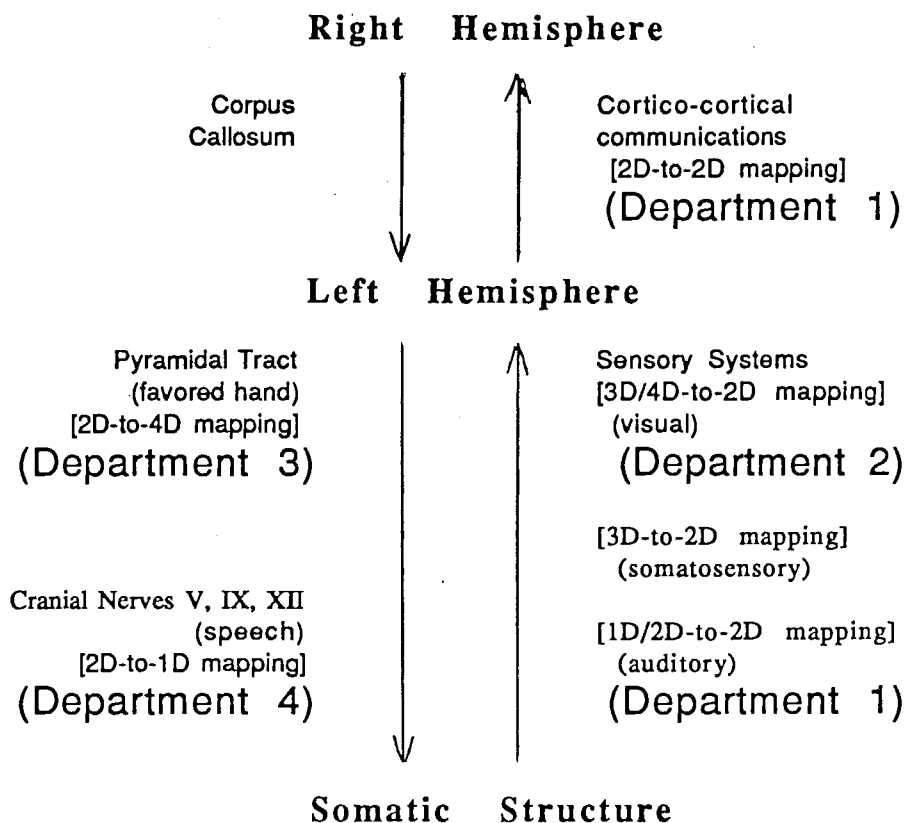 Right Hemisphere
Corpus
Callosum
Cortico-cortical
communications
[2D-to-2D mapping]
(Department 1)
Left Hemisphere
Pyramidal Tract
(favored hand)
[2D-to-4D mapping]
(Department 3)
Sensory Systems
[3D/4D-to-2D mapping]
(visual)
(Department 2)
[3D-to-2D mapping]
(somatosensory)
Cranial Nerves V, IX, XII
(speech)
[2D-to-1D mapping]
(Department 4)
[1D/2D-to-2D mapping]
(auditory)
(Department 1)
Somatic Structure